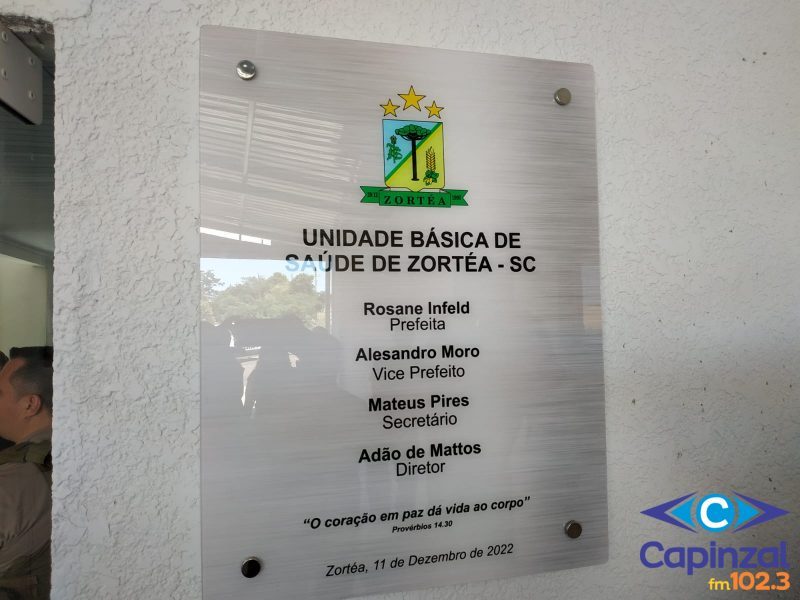 ZORTÉA
UNIDADE BÁSICA DE
SAÚDE DE ZORTÉA - SC
Rosane Infeld
Prefeita
Alesandro Moro
Vice Prefeito
Mateus Pires
Secretário
Adão de Mattos
Diretor
“O coração em paz dá vida ao corpo”
Provérbios 14.30
Zortéa, 11 de Dezembro de 2022
C
Capinzal
fm102.3